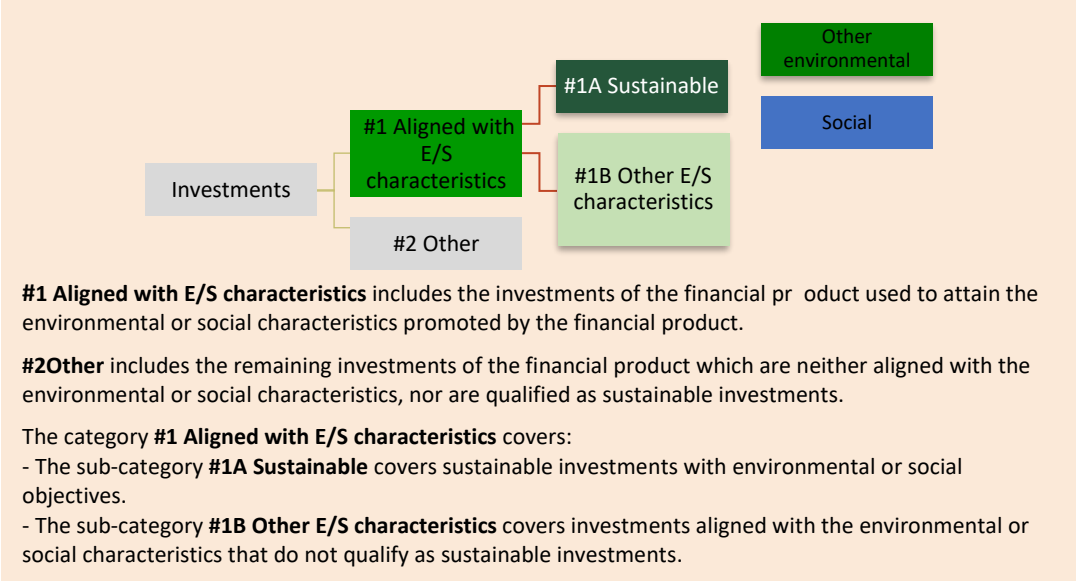 Other
environmental
#1A Sustainable
Social
#1 Aligned with
E/S
characteristics
#1B Other E/S
characteristics
Investments
#2 Other
#1 Aligned with E/S characteristics includes the investments of the financial pr oduct used to attain the
environmental or social characteristics promoted by the financial product.
#2Other includes the remaining investments of the financial product which are neither aligned with the
environmental or social characteristics, nor are qualified as sustainable investments.
The category #1 Aligned with E/S characteristics covers:
- The sub-category #1A Sustainable covers sustainable investments with environmental or social
objectives.
- The sub-category #1B Other E/S characteristics covers investments aligned with the environmental or
social characteristics that do not qualify as sustainable investments.